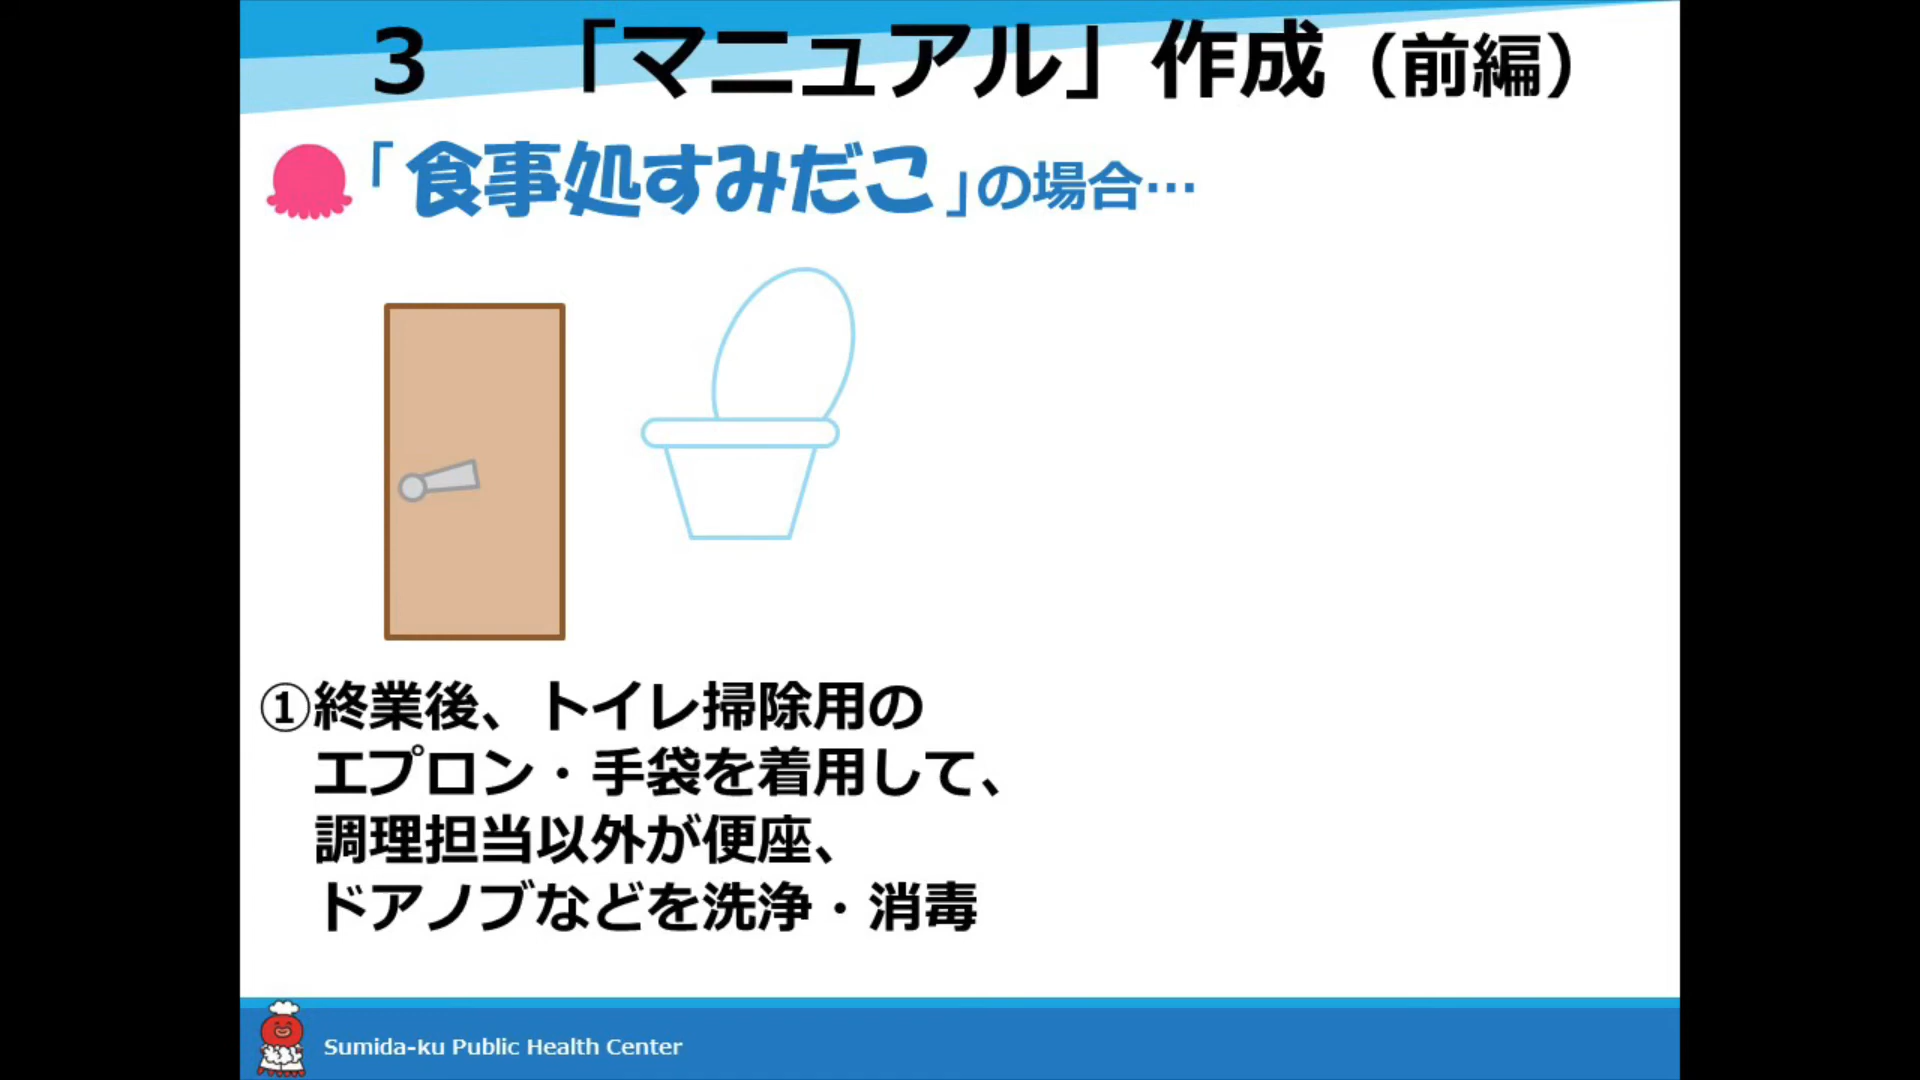 3　「マニュアル」作成（前編）
「食事処すみだこ」の場合…
①終業後、トイレ掃除用の
エプロン・手袋を着用して、
調理担当以外が便座、
ドアノブなどを洗浄・消毒
Sumida-ku Public Health Center